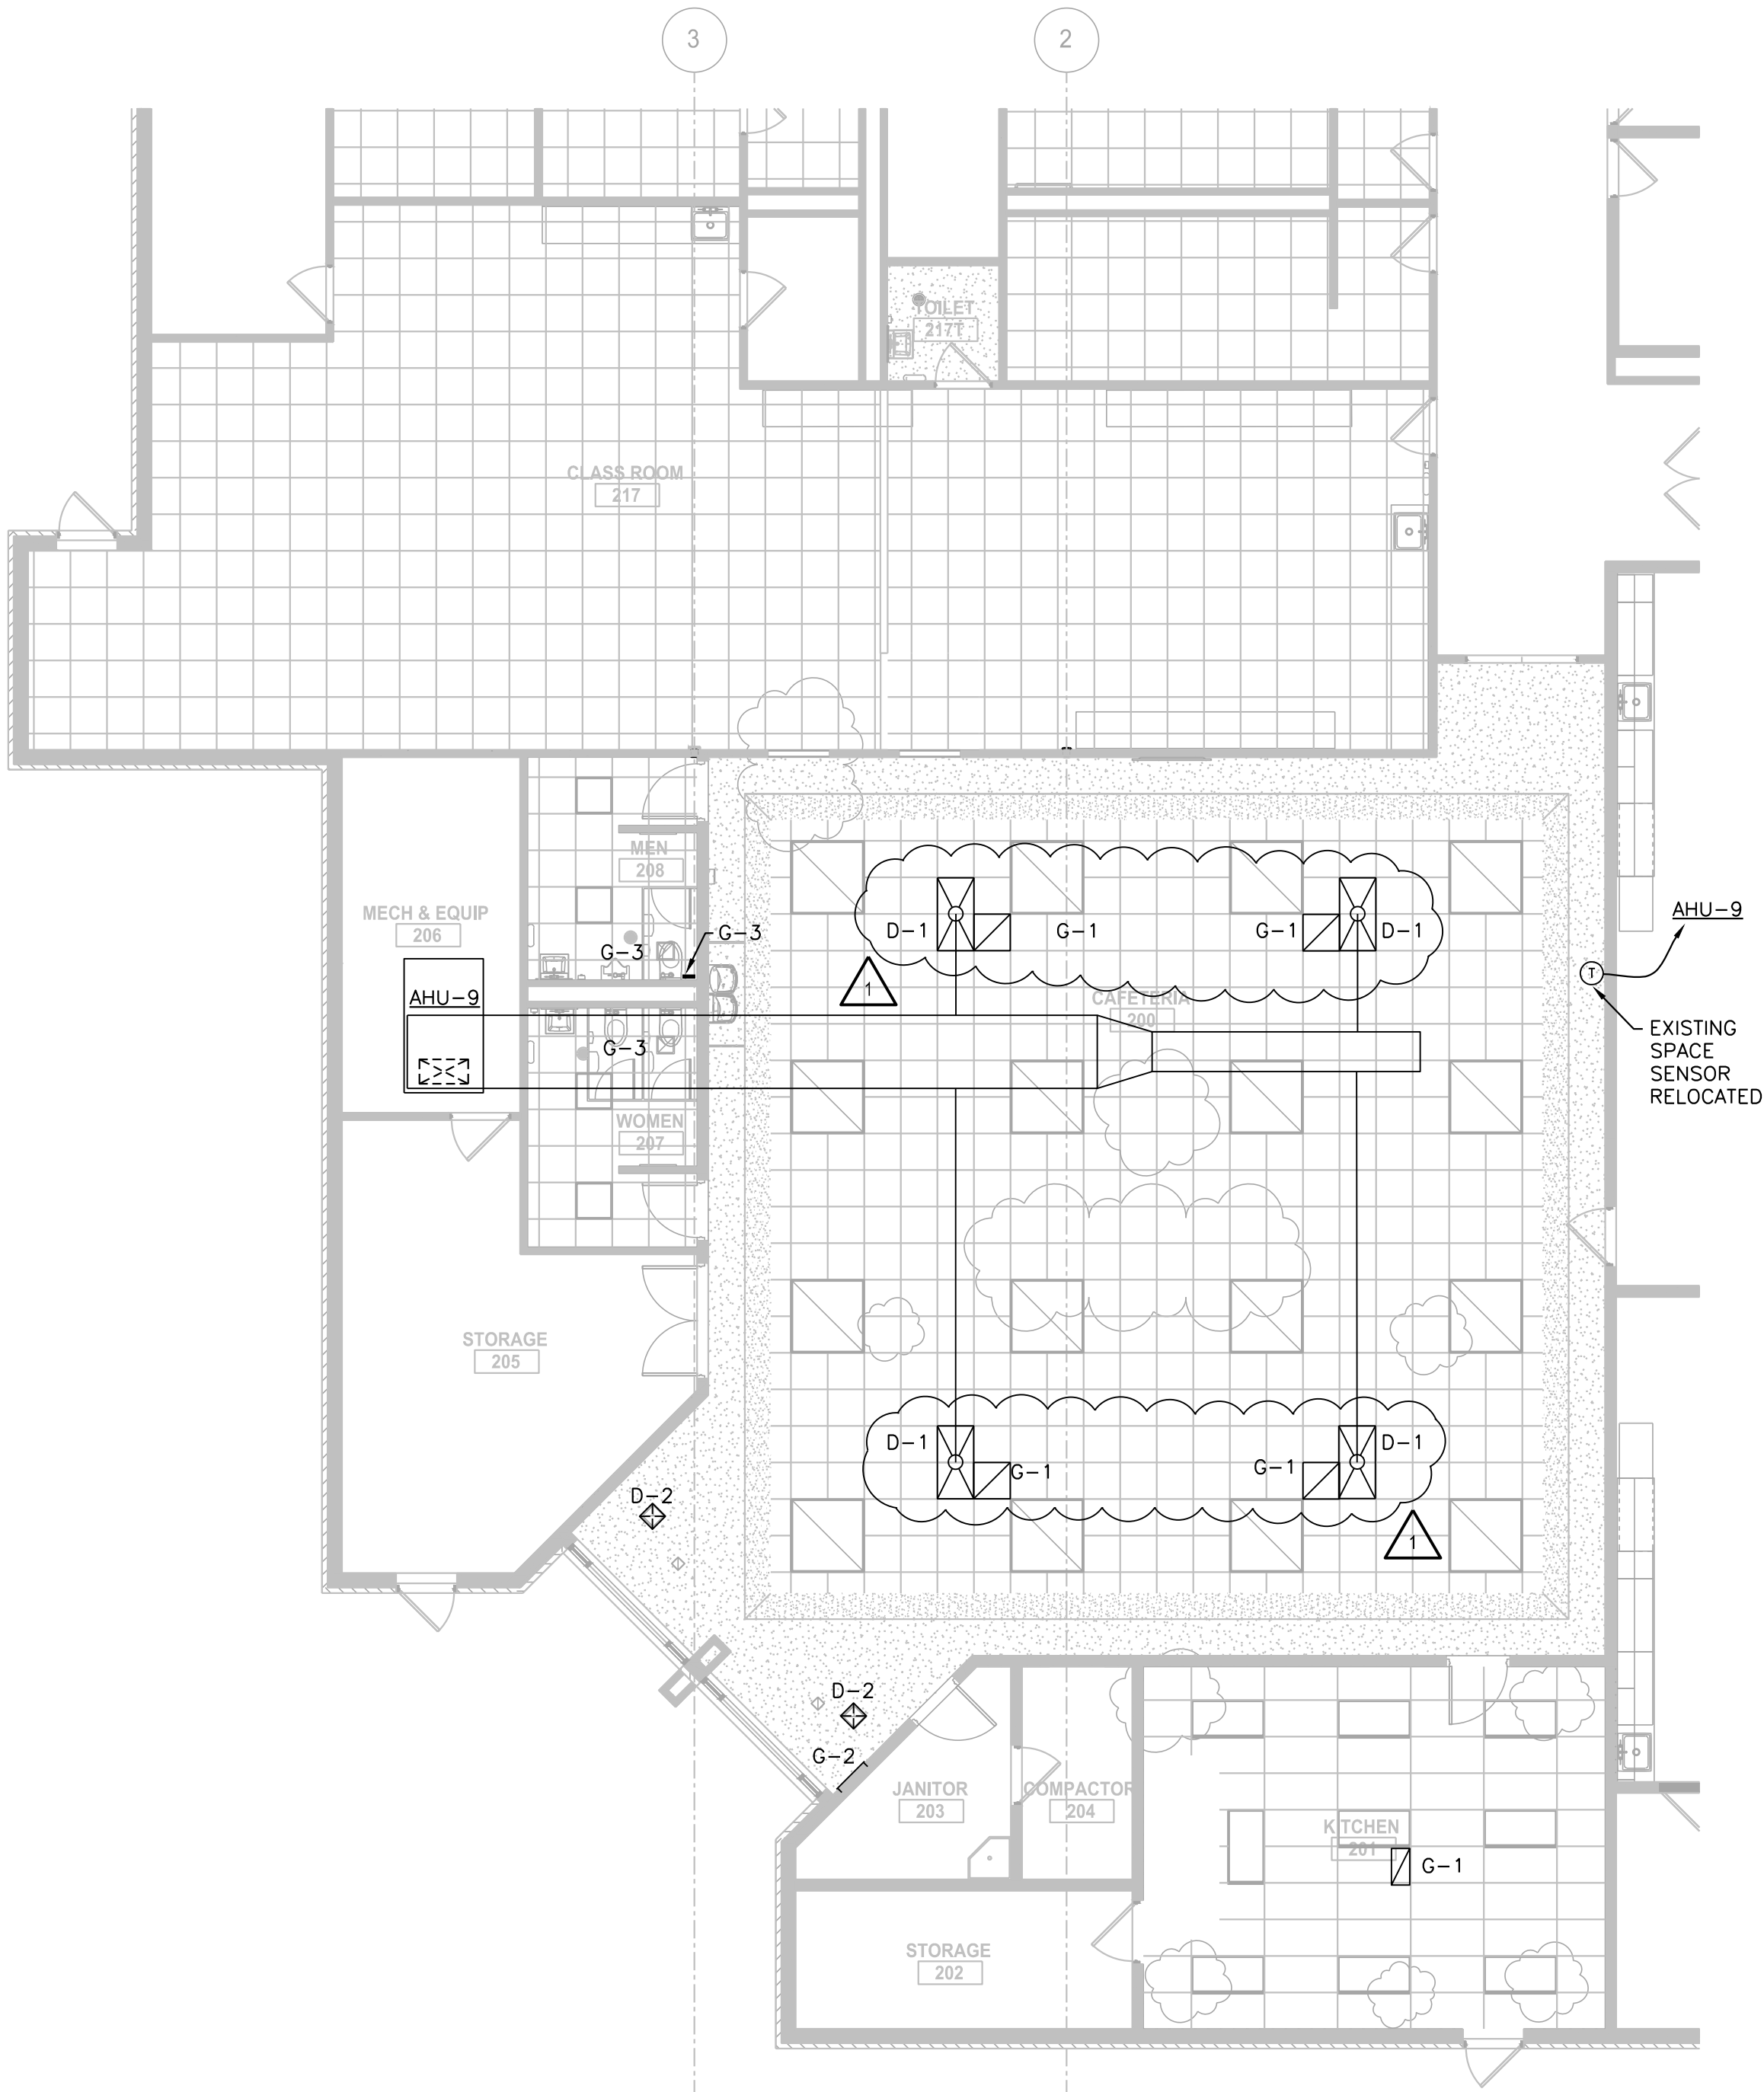 3
2
TOILET
217T
CLASS ROOM
217
MEN
208
MECH & EQUIP
206
G-3
G-3
D-1
G-1
G-1
D-1
AHU-9
1
T
CAFETERIA
200
AHU-9
EXISTING
SPACE
SENSOR
RELOCATED
G-3
WOMEN
207
STORAGE
205
D-1
G-1
G-1
D-1
D-2
1
D-2
G-2
JANITOR
203
COMPACTOR
204
KITCHEN
201
G-1
STORAGE
202